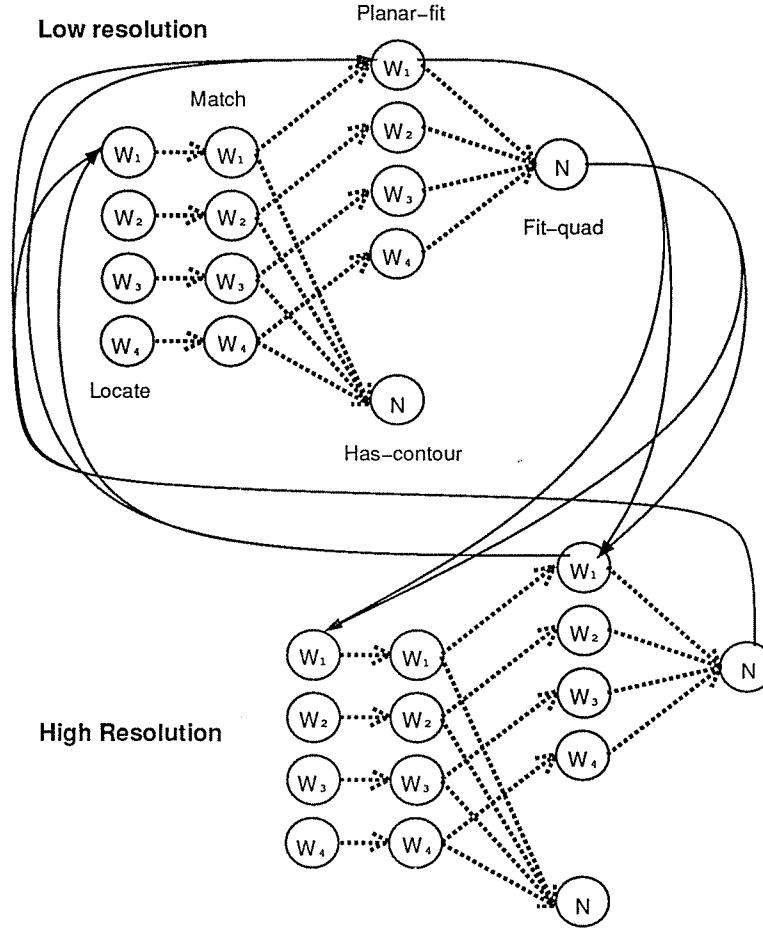 Planar–fit
Low resolution
W₁
Match
W₁ W₁ W₂
N
W₂ W₂ W₃
Fit–quad
W₃ W₃ W₄
W₄ W₄
Locate
N
Has–contour
W₁
W₁ W₁ W₂
N
W₂ W₂ W₃
High Resolution
W₃ W₃ W₄
W₄ W₄
N